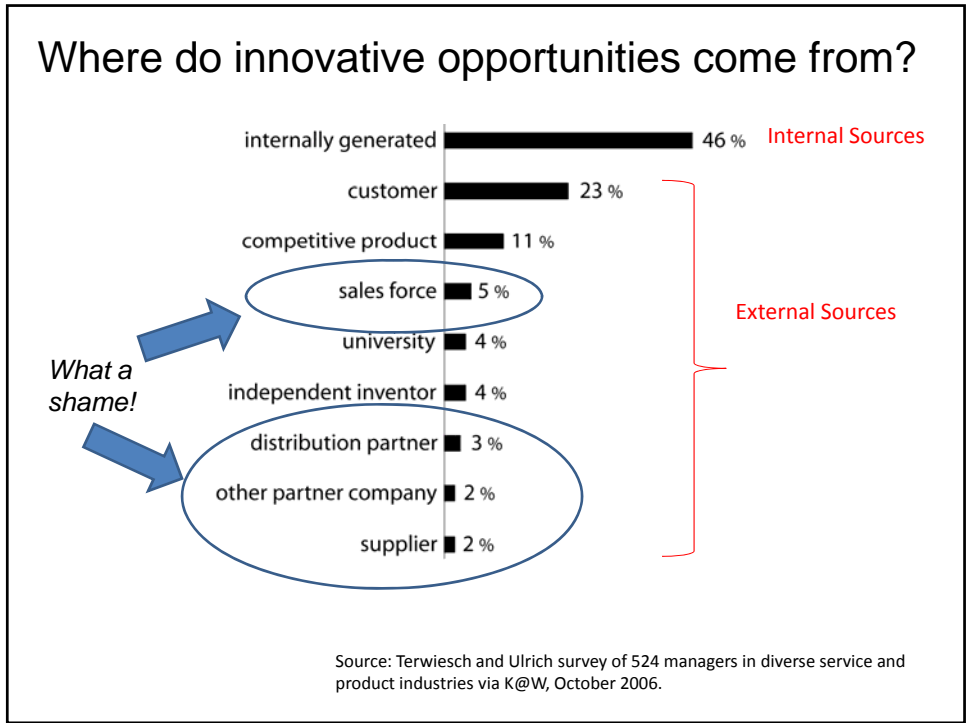 Where do innovative opportunities come from?
internally generated 46 % Internal Sources
customer 23 %
competitive product 11 %
sales force 5 %
External Sources
university 4 %
What a
shame!
independent inventor 4 %
distribution partner 3 %
other partner company 2 %
supplier 2 %
Source: Terwiesch and Ulrich survey of 524 managers in diverse service and
product industries via K@W, October 2006.